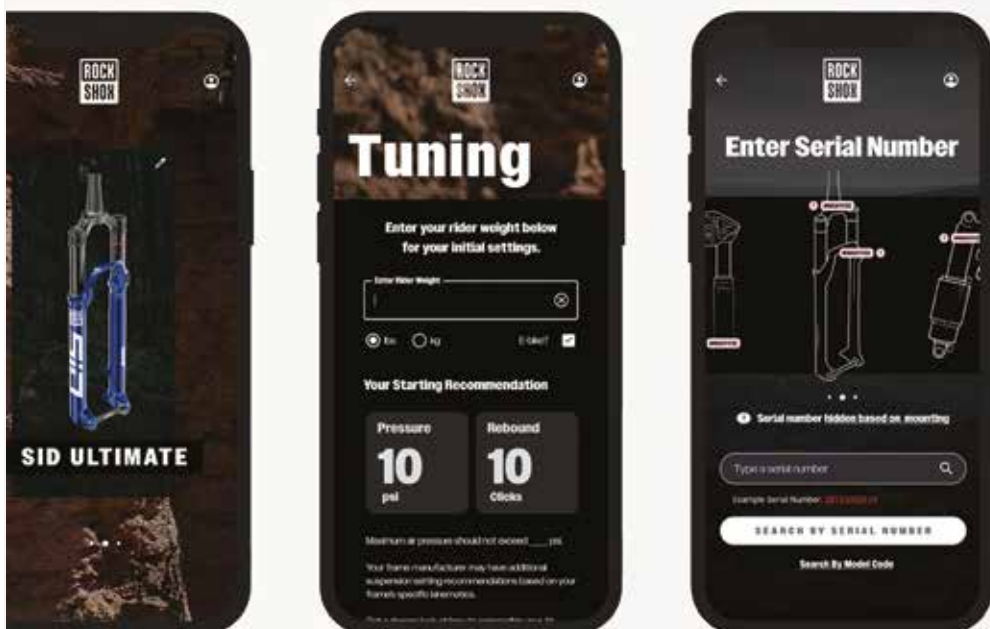 ROCK
SHOX
SID
SID ULTIMATE
ROCK
SHOX
Tuning
Enter your rider weight below
for your initial settings.
Enter Rider Weight
lbs
kg
E-bike?
Your Starting Recommendation
Pressure
10
psi
Rebound
10
Clicks
Maximum air pressure should not exceed ____ psi.
Your frame manufacturer may have additional
suspension setting recommendations based on your
frame's specific kinematics.
ROCK
SHOX
Enter Serial Number
Serial number hidden based on mounting
Type a serial number
Example Serial Number:
SEARCH BY SERIAL NUMBER
Search By Model Code